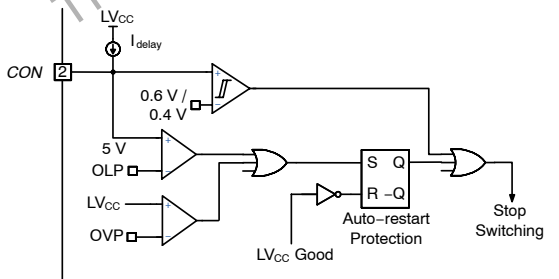 LVCC
Idelay
CON 2
+
0.6 V /
0.4 V
−
5 V
+
OLP
−
LVCC
+
OVP
−
S Q
R −Q
Auto−restart
Protection
LVCC Good
Stop
Switching